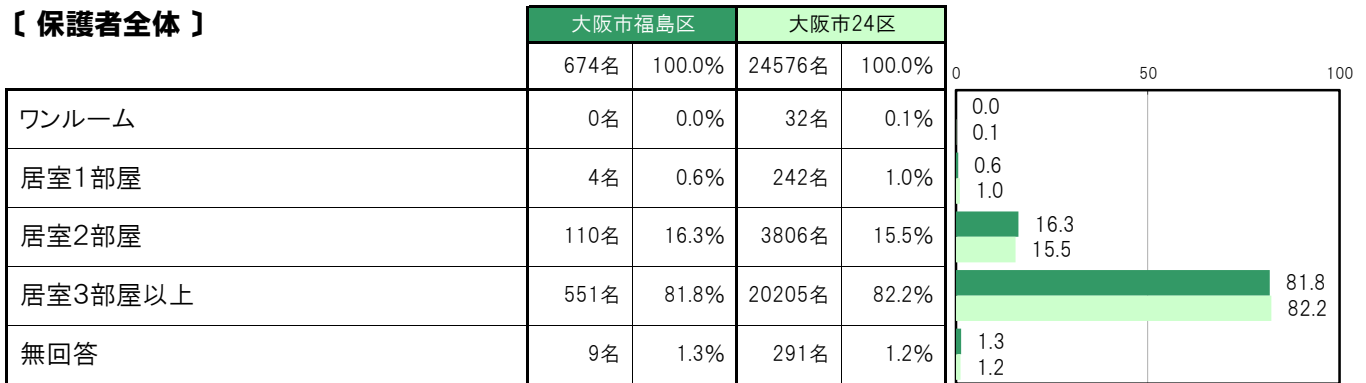 〔 保護者全体 〕
大阪市福島区 大阪市24区
674名 100.0% 24576名 100.0%
0 50 100
ワンルーム 0名 0.0% 32名 0.1%
0.0
0.1
居室1部屋 4名 0.6% 242名 1.0%
0.6
1.0
居室2部屋 110名 16.3% 3806名 15.5%
16.3
15.5
居室3部屋以上 551名 81.8% 20205名 82.2%
81.8
82.2
無回答 9名 1.3% 291名 1.2%
1.3
1.2